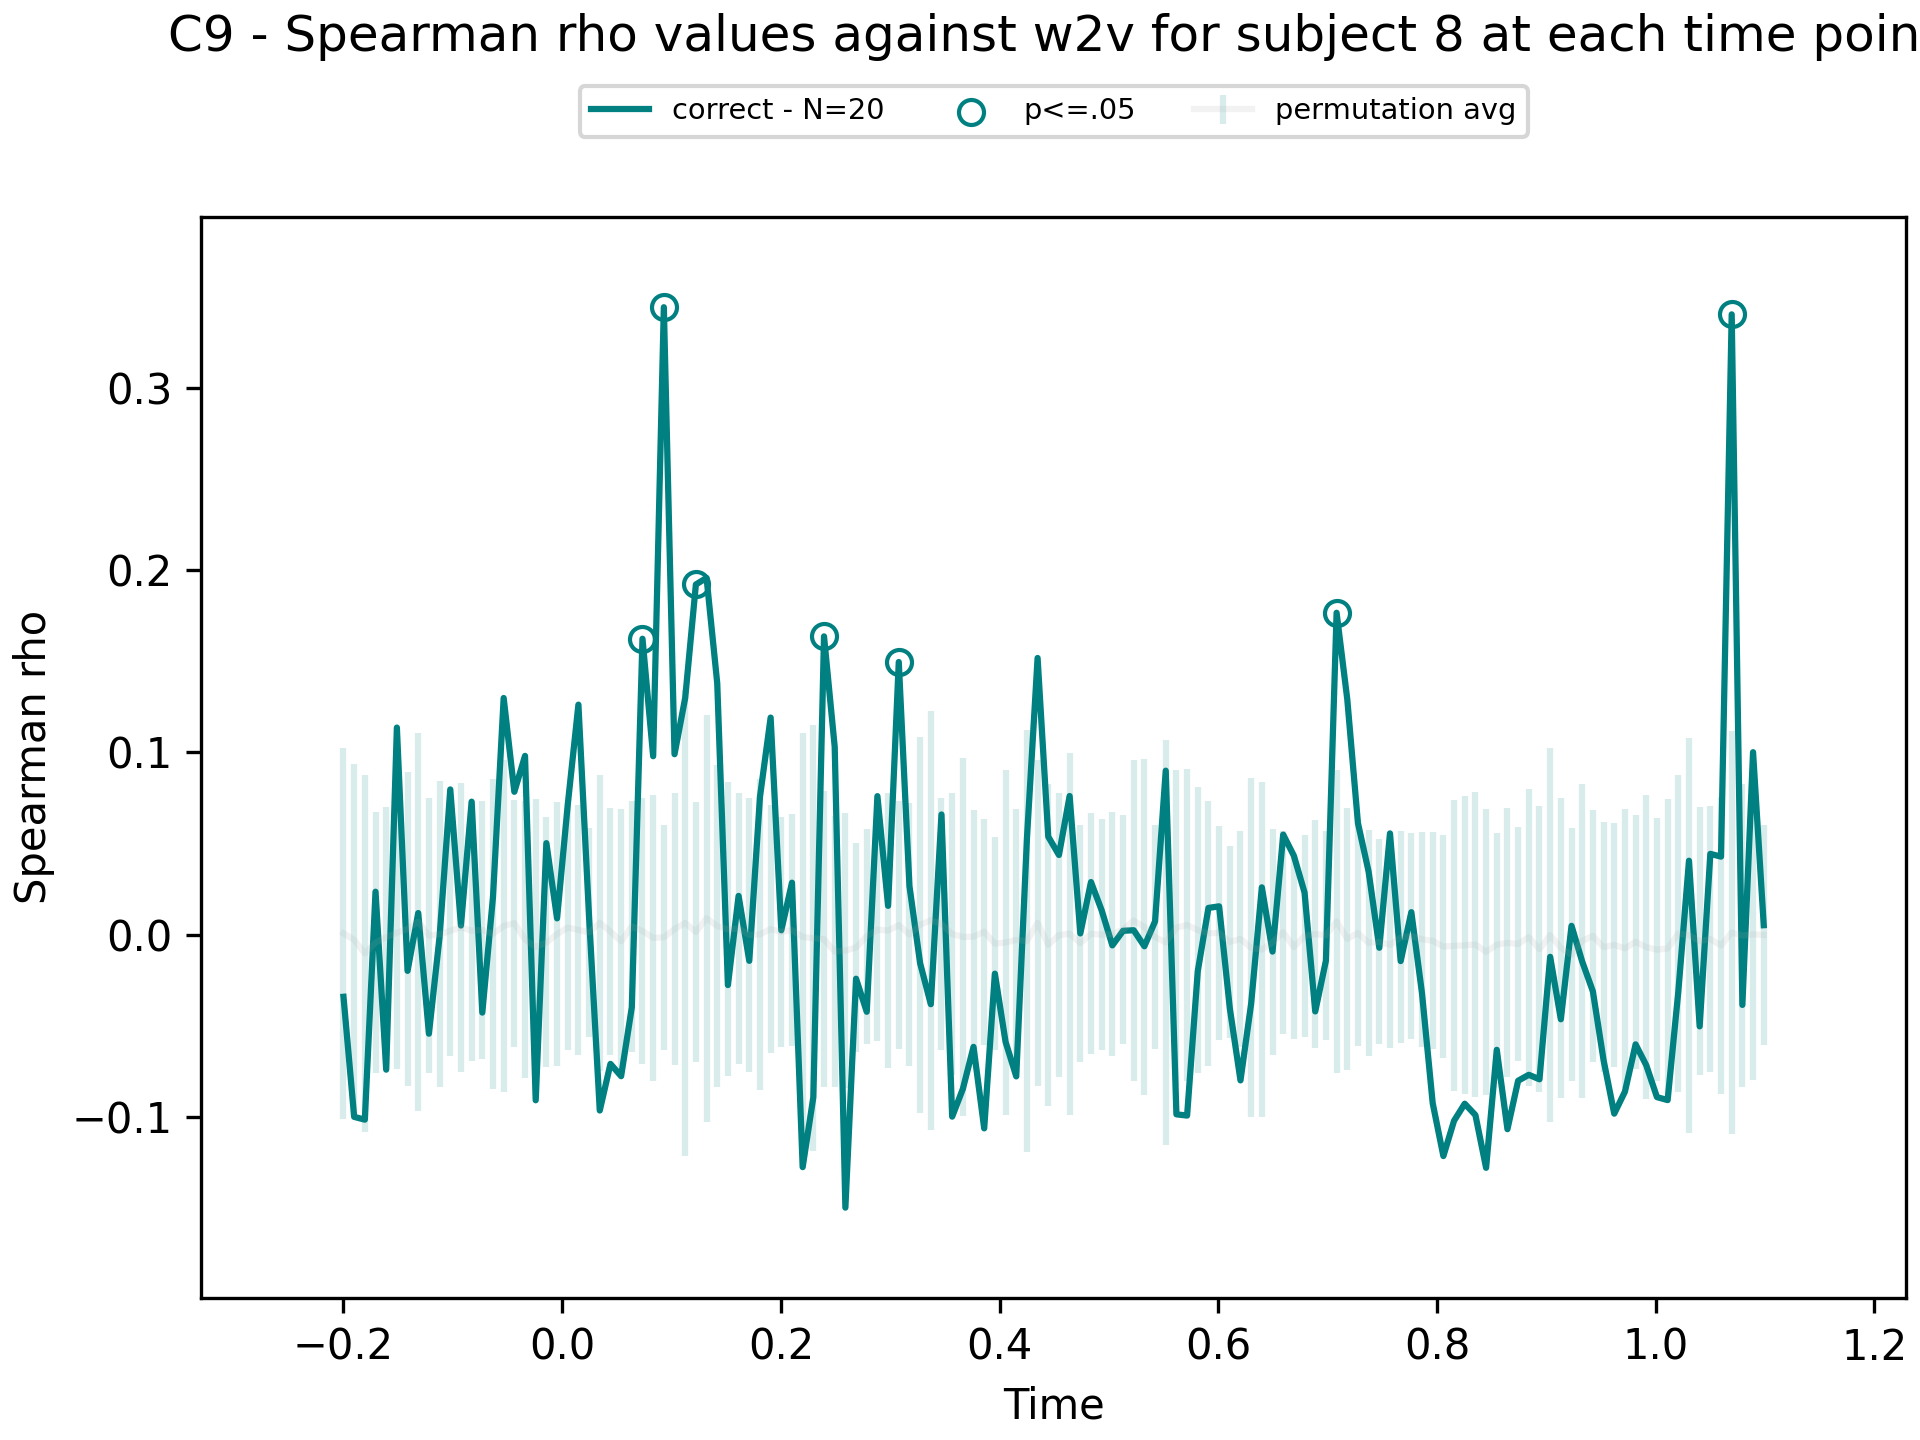 C9 - Spearman rho values against w2v for subject 8 at each time poin
correct - N=20 p<=.05 permutation avg
0.3
0.2
0.1
0.0
−0.1
Spearman rho
−0.2 0.0 0.2 0.4 0.6 0.8 1.0 1.2
Time